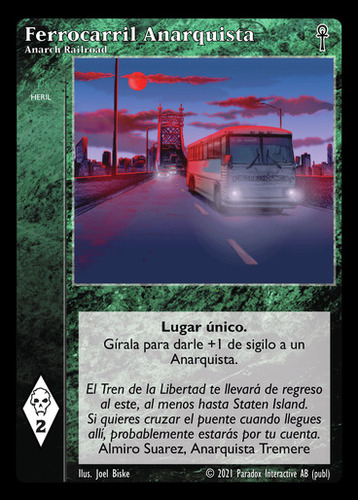 Ferrocarril Anarquista
Anarch Railroad
HERIL
Lugar único.
Gírala para darle +1 de sigilo a un
Anarquista.
El Tren de la Libertad te llevará de regreso
al este, al menos hasta Staten Island.
Si quieres cruzar el puente cuando llegues
allí, probablemente estarás por tu cuenta.
Almiro Suarez, Anarquista Tremere
2
Ilus. Joel Biske © 2021 Paradox Interactive AB (publ)